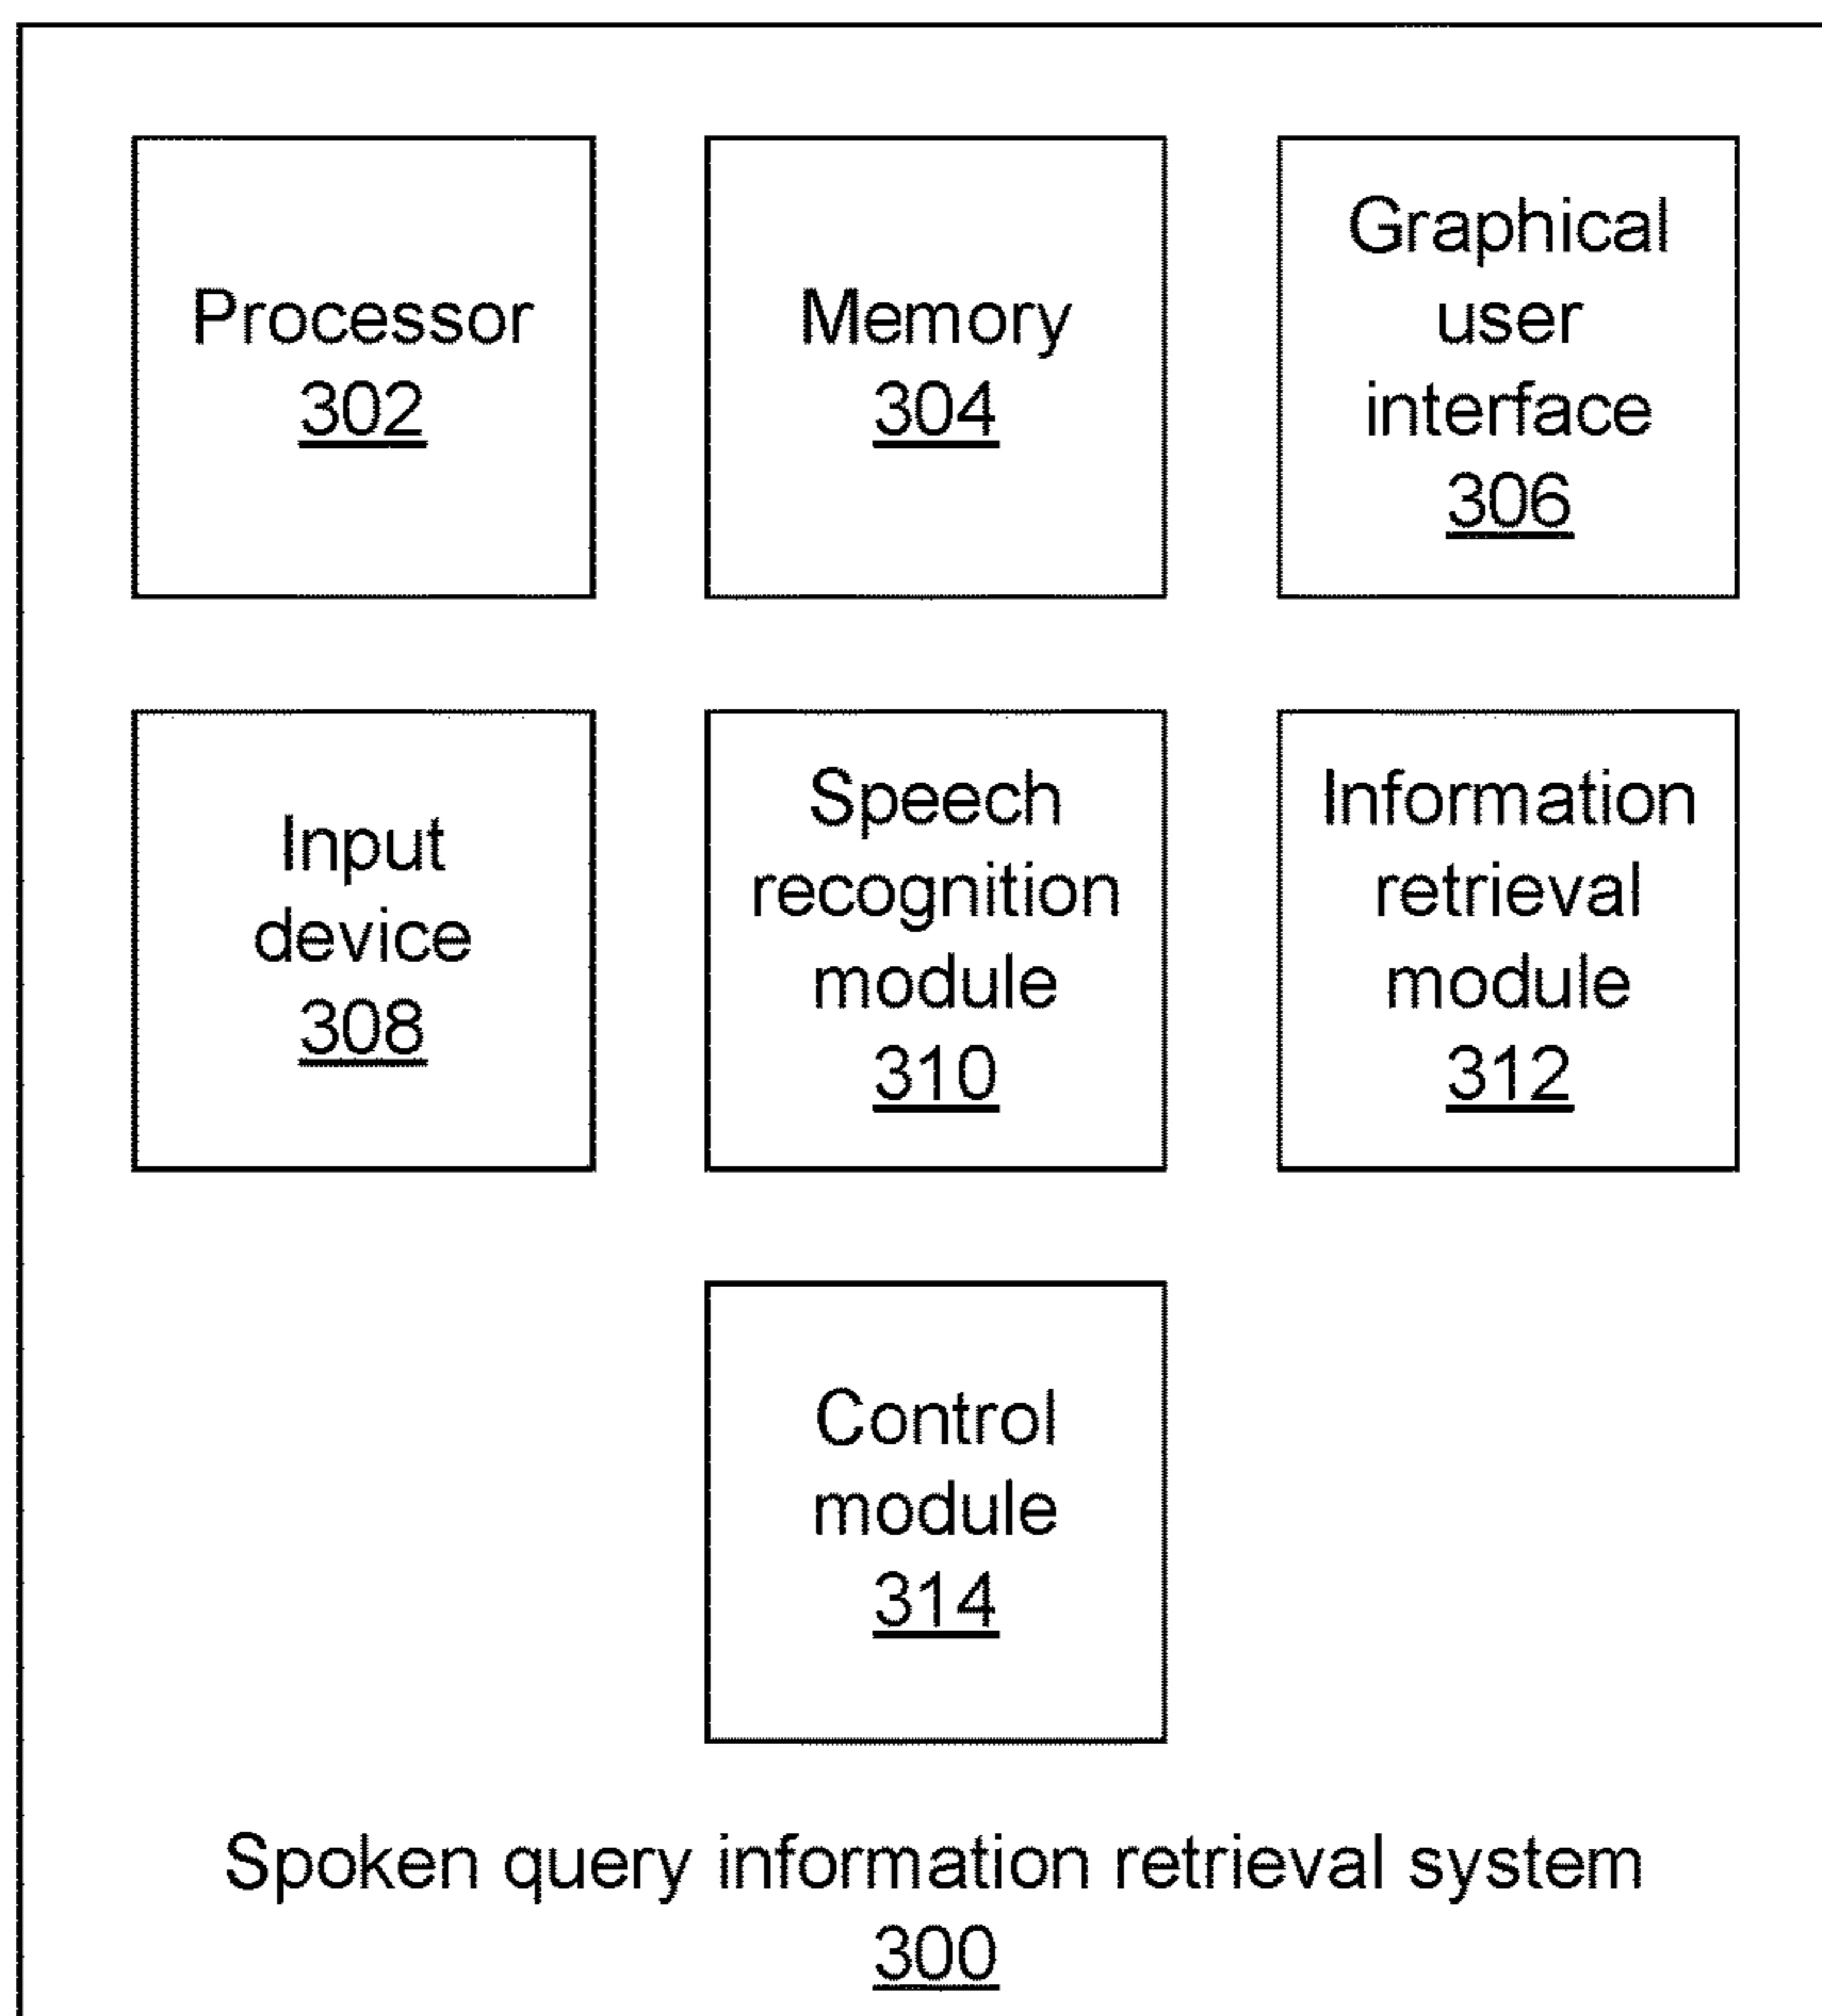 Processor
302
Memory
304
Graphical
user
interface
306
Input
device
308
Speech
recognition
module
310
Information
retrieval
module
312
Control
module
314
Spoken query information retrieval system
300